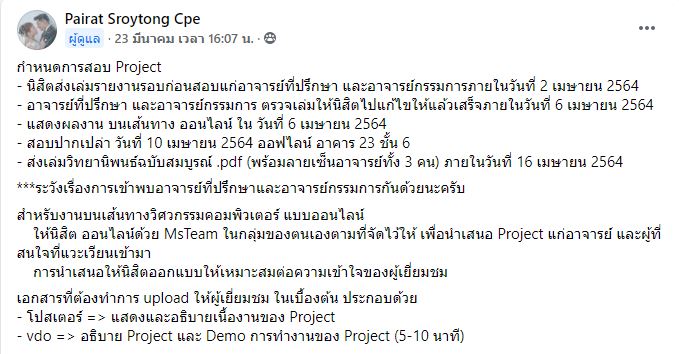 Pairat Sroytong Cpe
ผู้ดูแล · 23 มีนาคม เวลา 16:07 น. ·
กำหนดการสอบ Project
- นิสิตส่งเล่มรายงานรอบก่อนสอบแก่อาจารย์ที่ปรึกษา และอาจารย์กรรมการภายในวันที่ 2 เมษายน 2564
- อาจารย์ที่ปรึกษา และอาจารย์กรรมการ ตรวจเล่มให้นิสิตไปแก้ไขให้แล้วเสร็จภายในวันที่ 6 เมษายน 2564
- แสดงผลงาน บนเส้นทาง ออนไลน์ ใน วันที่ 6 เมษายน 2564
- สอบปากเปล่า วันที่ 10 เมษายน 2564 ออฟไลน์ อาคาร 23 ชั้น 6
- ส่งเล่มวิทยานิพนธ์ฉบับสมบูรณ์ .pdf (พร้อมลายเซ็นอาจารย์ทั้ง 3 คน) ภายในวันที่ 16 เมษายน 2564
***ระวังเรื่องการเข้าพบอาจารย์ที่ปรึกษาและอาจารย์กรรมการกันด้วยนะครับ
สำหรับงานบนเส้นทางวิศวกรรมคอมพิวเตอร์ แบบออนไลน์
ให้นิสิต ออนไลน์ด้วย MsTeam ในกลุ่มของตนเองตามที่จัดไว้ให้ เพื่อนำเสนอ Project แก่อาจารย์ และผู้ที่
สนใจที่แวะเวียนเข้ามา
การนำเสนอให้นิสิตออกแบบให้เหมาะสมต่อความเข้าใจของผู้เยี่ยมชม
เอกสารที่ต้องทำการ upload ให้ผู้เยี่ยมชม ในเบื้องต้น ประกอบด้วย
- โปสเตอร์ => แสดงและอธิบายเนื้องานของ Project
- vdo => อธิบาย Project และ Demo การทำงานของ Project (5-10 นาที)